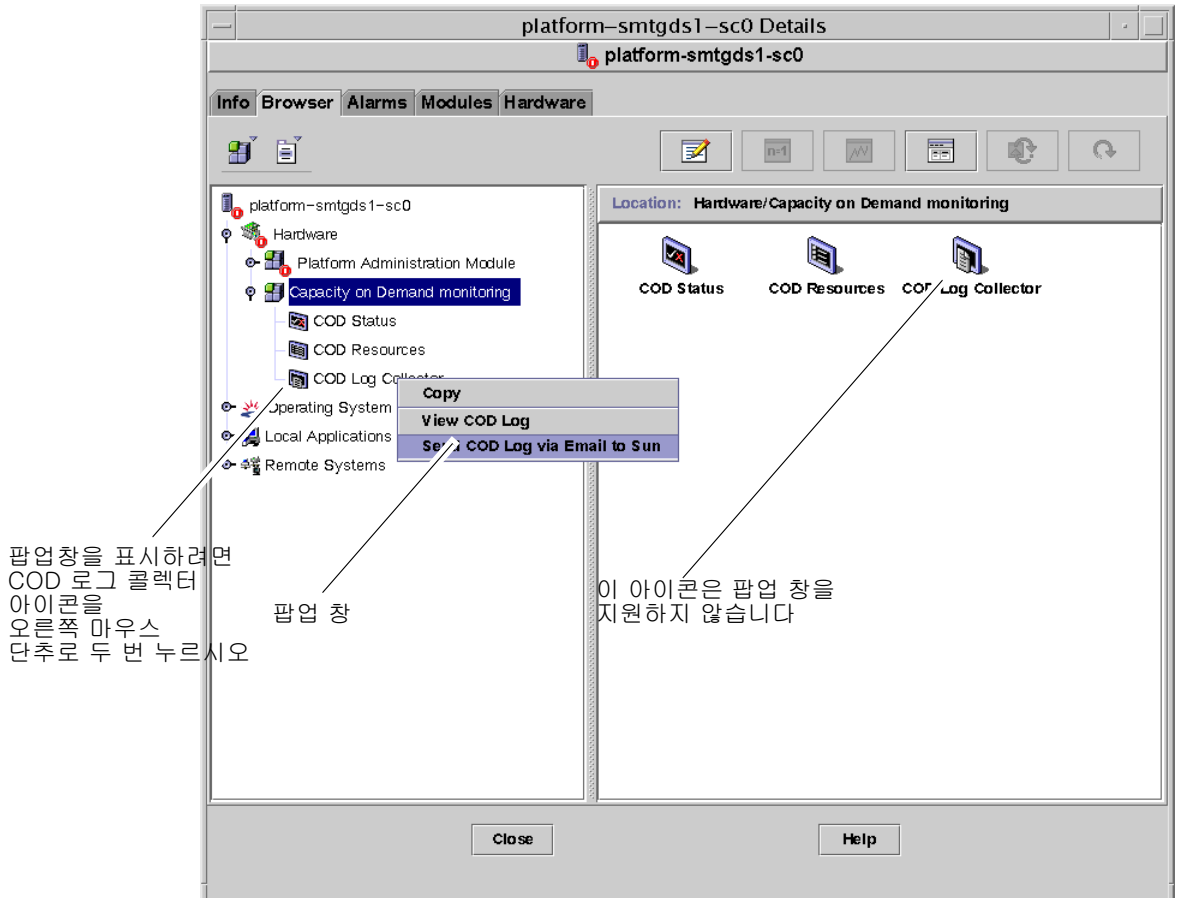 platform-smtgds1-sc0 Details
platform-smtgds1-sc0
Info Browser Alarms Modules Hardware
n=1
platform-smtgds1-sc0
Hardware
Platform Administration Module
Capacity on Demand monitoring
COD Status
COD Resources
COD Log Collector
Operating System
Local Applications
Remote Systems
Copy
View COD Log
Send COD Log via Email to Sun
Location: Hardware/Capacity on Demand monitoring
COD Status
COD Resources
COD Log Collector
팝업창을 표시하려면
COD 로그 콜렉터
아이콘을
오른쪽 마우스
단추로 두 번 누르시오
팝업 창
이 아이콘은 팝업 창을
지원하지 않습니다
Close
Help